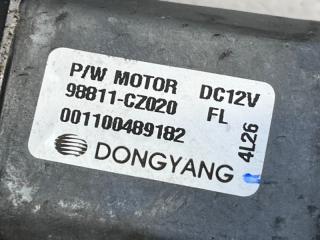 P/W MOTOR DC12V
98811-CZ020 FL
001100489182
DONGYANG
4L26